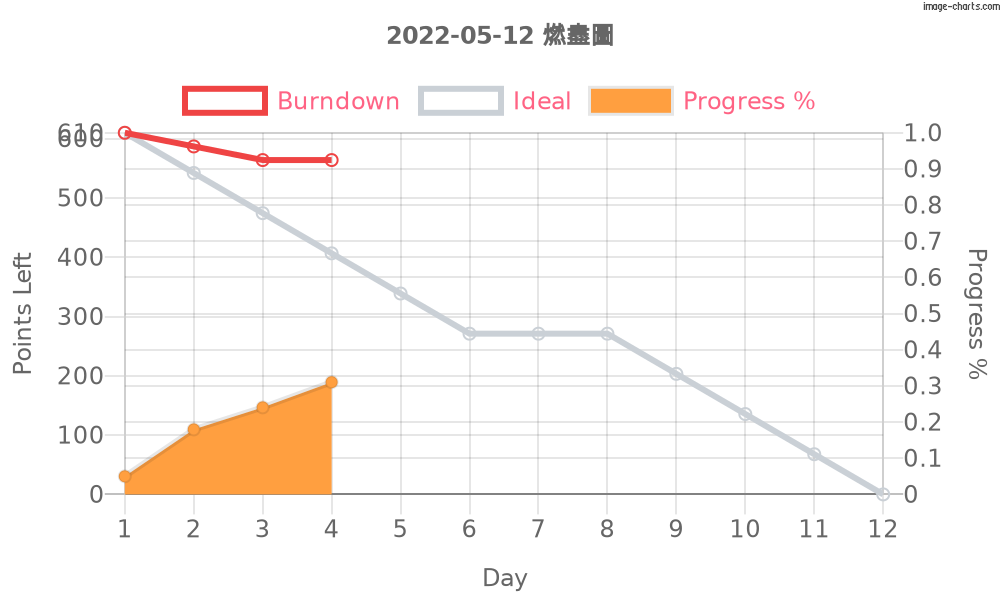 image-charts.com
2022-05-12 燃盡圖
Burndown Ideal Progress %
610 1.0
600
0.9
500 0.8
0.7
400
0.6
300 0.5
0.4
200
0.3
0.2
100
0.1
0 0
Points Left
Progress %
1 2 3 4 5 6 7 8 9 10 11 12
Day